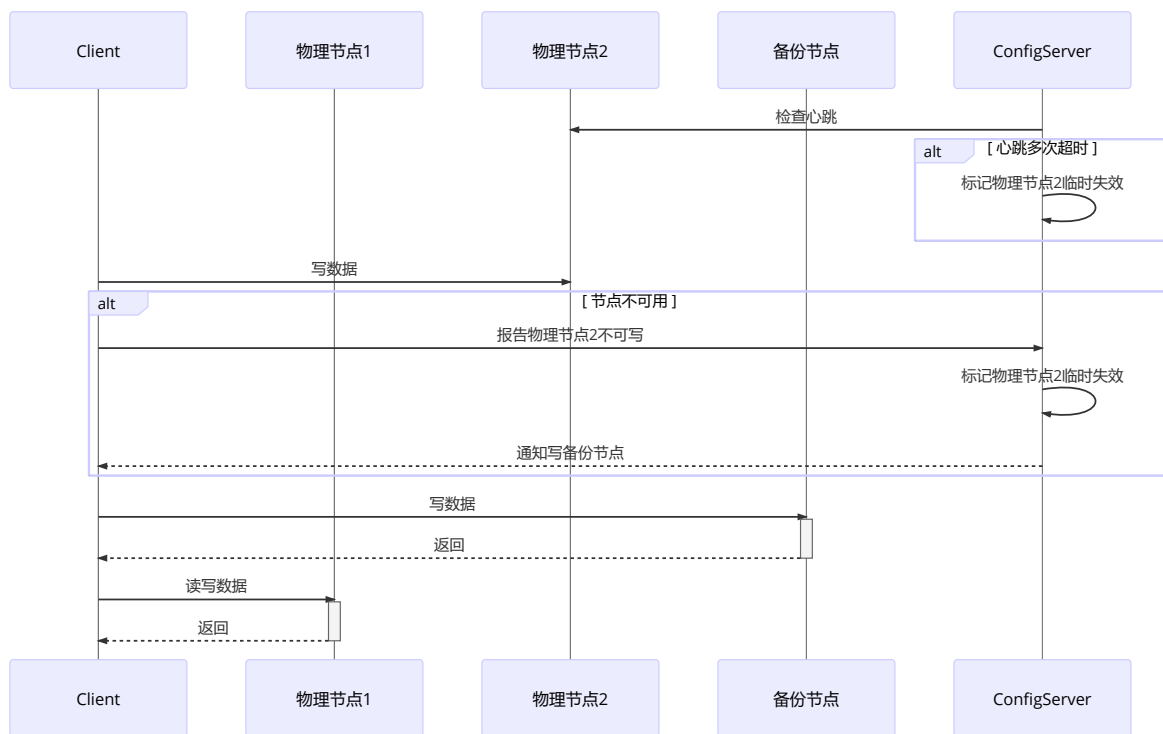 Client
物理节点1
物理节点2
备份节点
ConfigServer
检查心跳
alt
[ 心跳多次超时 ]
标记物理节点2临时失效
写数据
alt
[ 节点不可用 ]
报告物理节点2不可写
标记物理节点2临时失效
通知写备份节点
写数据
返回
读写数据
返回
Client
物理节点1
物理节点2
备份节点
ConfigServer